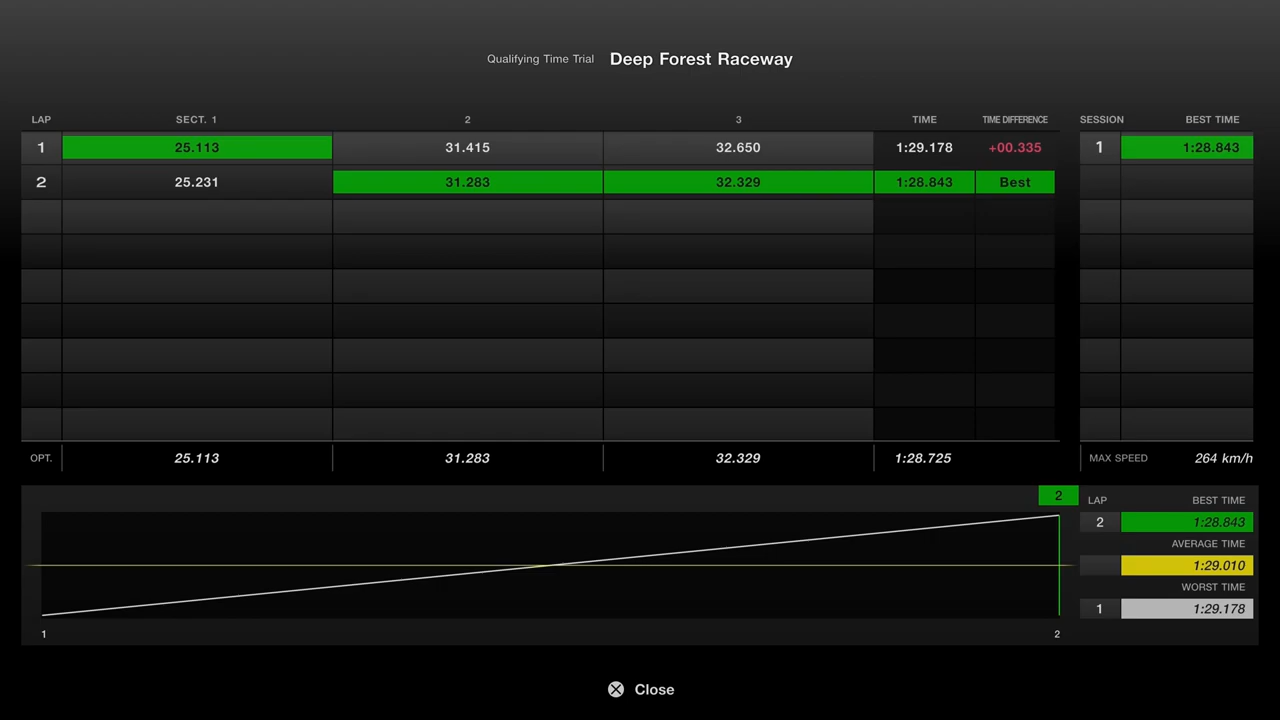 Qualifying Time Trial Deep Forest Raceway
LAP SECT. 1 2 3 TIME TIME DIFFERENCE SESSION BEST TIME
1 25.113 31.415 32.650 1:29.178 +00.335 1 1:28.843
2 25.231 31.283 32.329 1:28.843 Best
OPT. 25.113 31.283 32.329 1:28.725 MAX SPEED 264 km/h
2 LAP BEST TIME
2 1:28.843
AVERAGE TIME
1:29.010
WORST TIME
1 1:29.178
1 2
Close